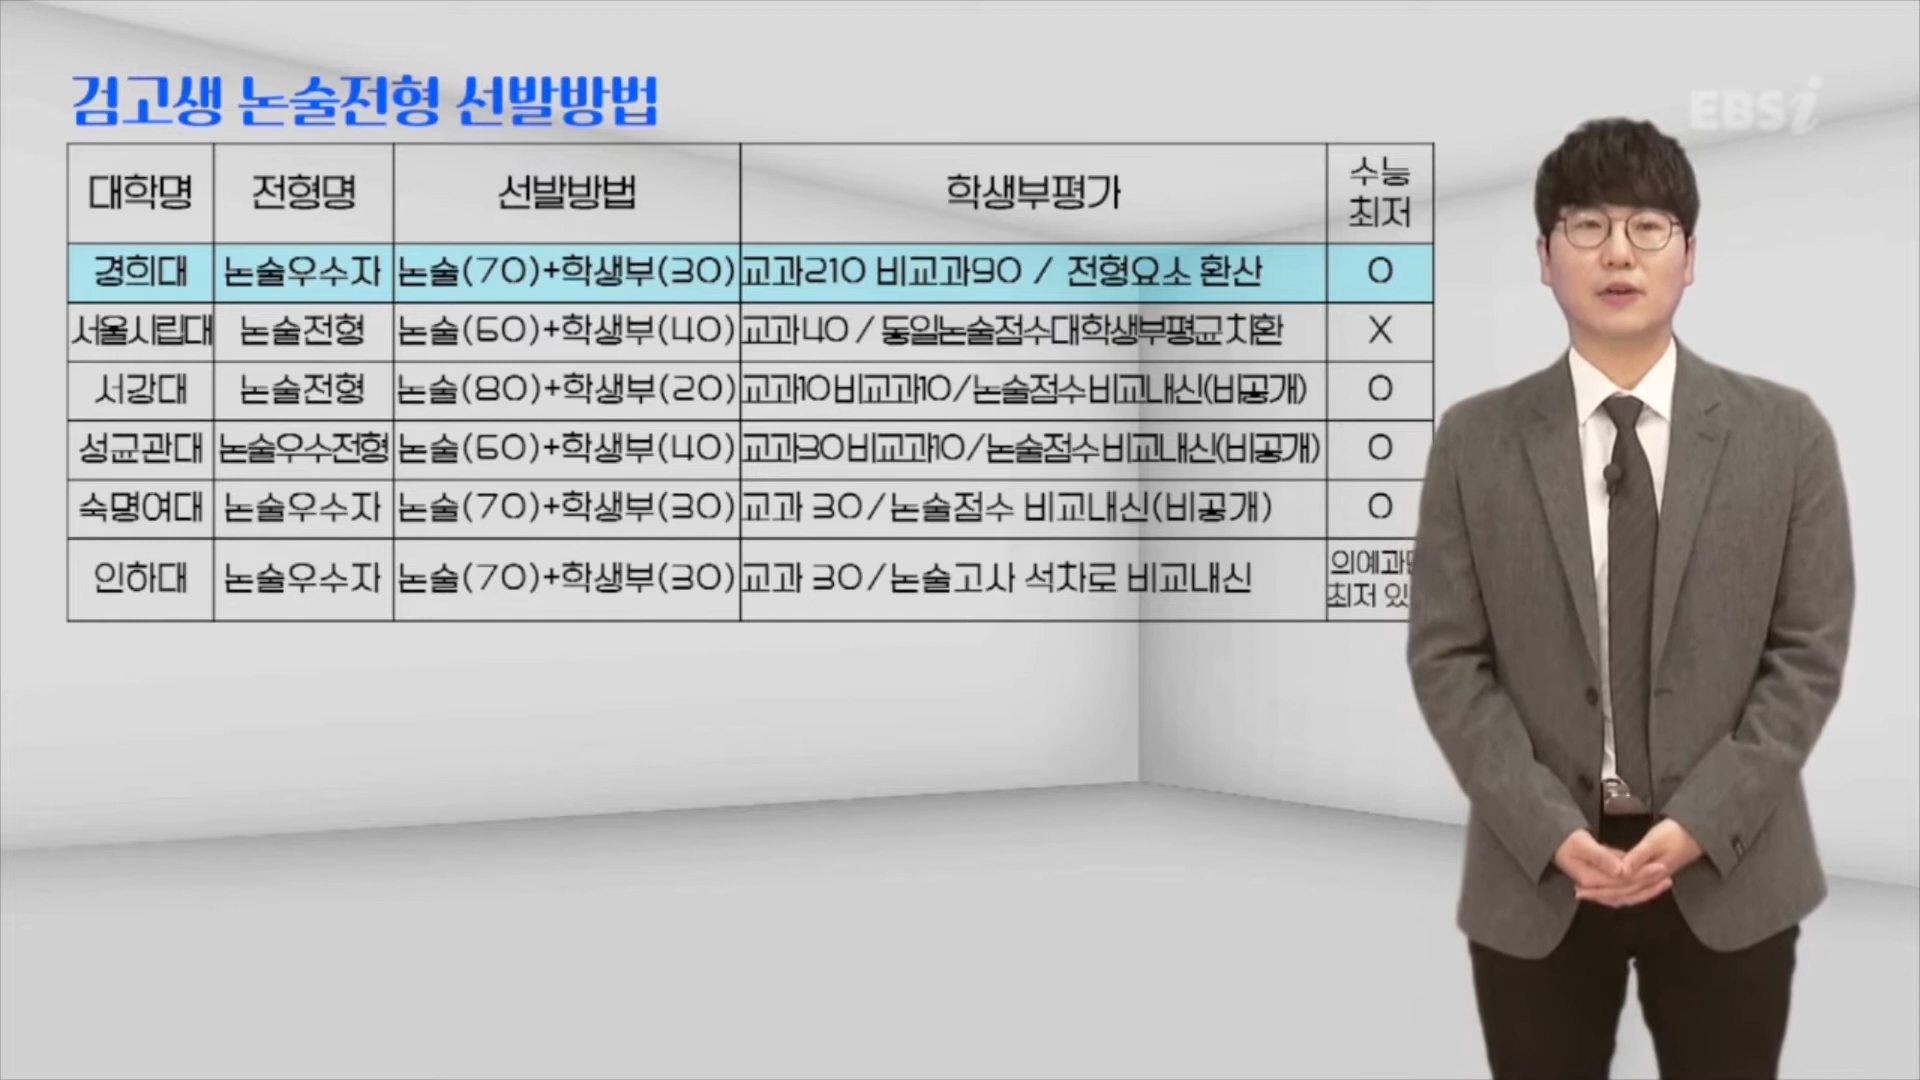 검고생 논술전형 선발방법
EBSi
대학명 전형명 선발방법 학생부평가 수능 최저
경희대 논술우수자 논술(70)+학생부(30) 교과210 비교과90 / 전형요소 환산 O
서울시립대 논술전형 논술(60)+학생부(40) 교과40 / 동일논술점수대학생부평균 치환 X
서강대 논술전형 논술(80)+학생부(20) 교과10비교과10/논술점수 비교내신(비공개) O
성균관대 논술우수전형 논술(60)+학생부(40) 교과30비교과10/논술점수 비교내신(비공개) O
숙명여대 논술우수자 논술(70)+학생부(30) 교과 30/논술점수 비교내신(비공개) O
인하대 논술우수자 논술(70)+학생부(30) 교과 30/논술고사 석차로 비교내신 의예과
최저 있